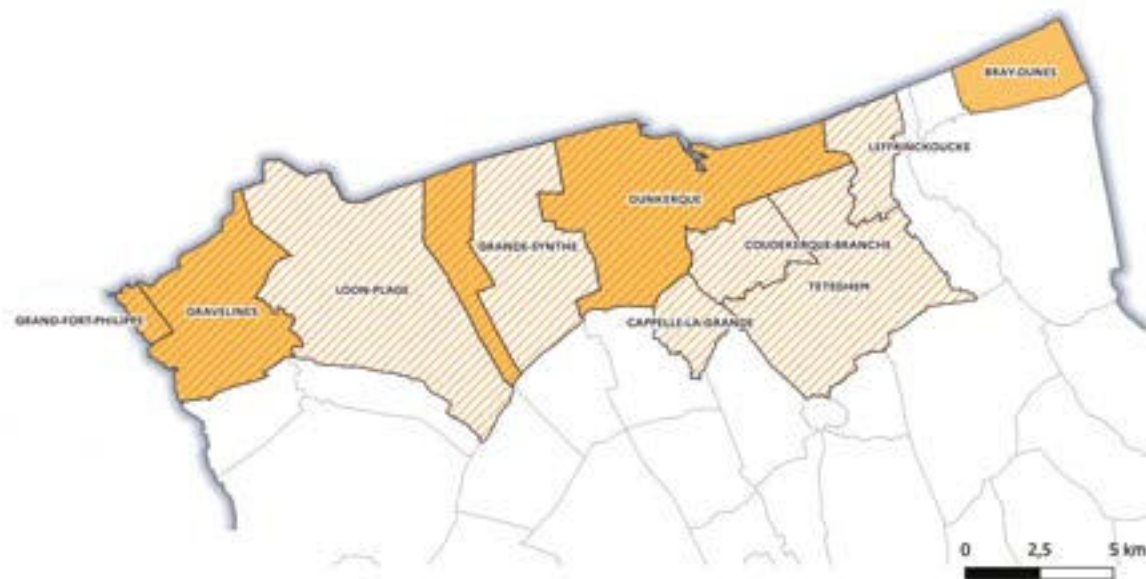 BRAY-DUNES
LEFFRINCKOUCKE
DUNKERQUE
GRANDE-SYNTHE
COUDEKERQUE-BRANCHE
LOON-PLAGE
TETEGHEM
GRAND-FORT-PHILIPPE
GRAVELINES
CAPPELLE-LA-GRANDE
0 2,5 5 km